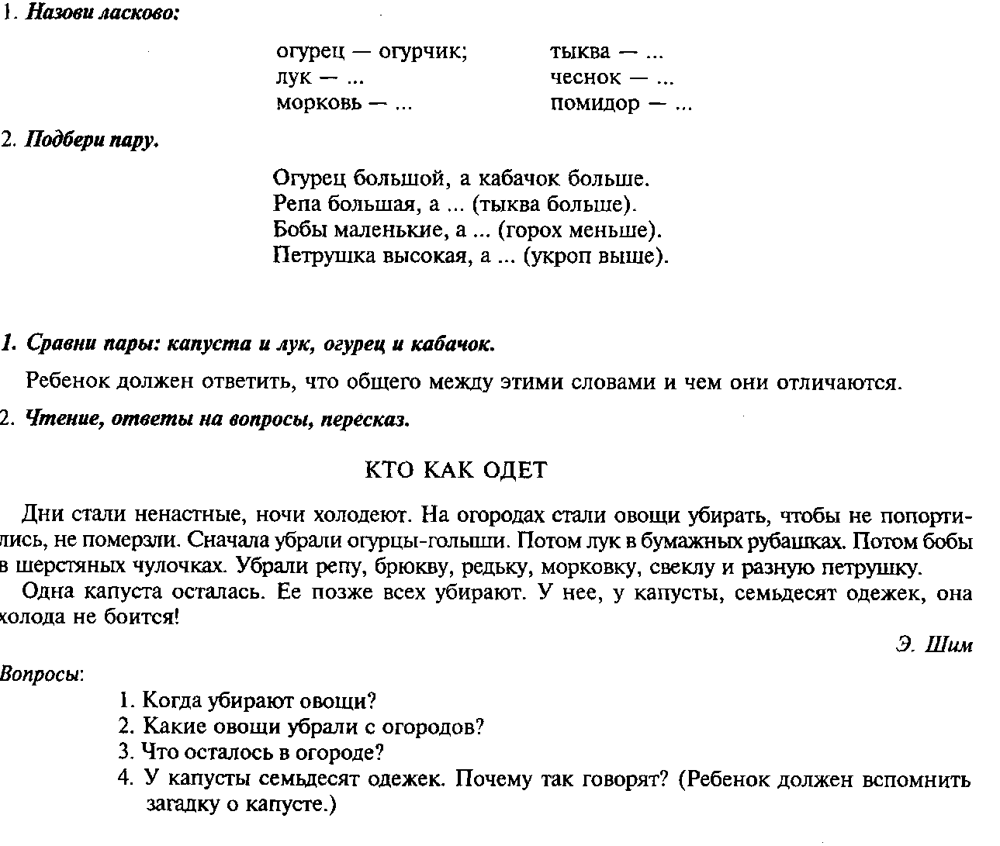 1. Назови ласково:
огурец — огурчик; тыква — ...
лук — ... чеснок — ...
морковь — ... помидор — ...
2. Подбери пару.
Огурец большой, а кабачок больше.
Репа большая, а ... (тыква больше).
Бобы маленькие, а ... (горох меньше).
Петрушка высокая, а ... (укроп выше).
1. Сравни пары: капуста и лук, огурец и кабачок.
Ребенок должен ответить, что общего между этими словами и чем они отличаются.
2. Чтение, ответы на вопросы, пересказ.
КТО КАК ОДЕТ
Дни стали ненастные, ночи холодеют. На огородах стали овощи убирать, чтобы не попорти-
лись, не померзли. Сначала убрали огурцы-голыши. Потом лук в бумажных рубашках. Потом бобы
в шерстяных чулочках. Убрали репу, брюкву, редьку, морковку, свеклу и разную петрушку.
Одна капуста осталась. Ее позже всех убирают. У нее, у капусты, семьдесят одежек, она
холода не боится!
Э. Шим
Вопросы:
1. Когда убирают овощи?
2. Какие овощи убрали с огородов?
3. Что осталось в огороде?
4. У капусты семьдесят одежек. Почему так говорят? (Ребенок должен вспомнить
загадку о капусте.)